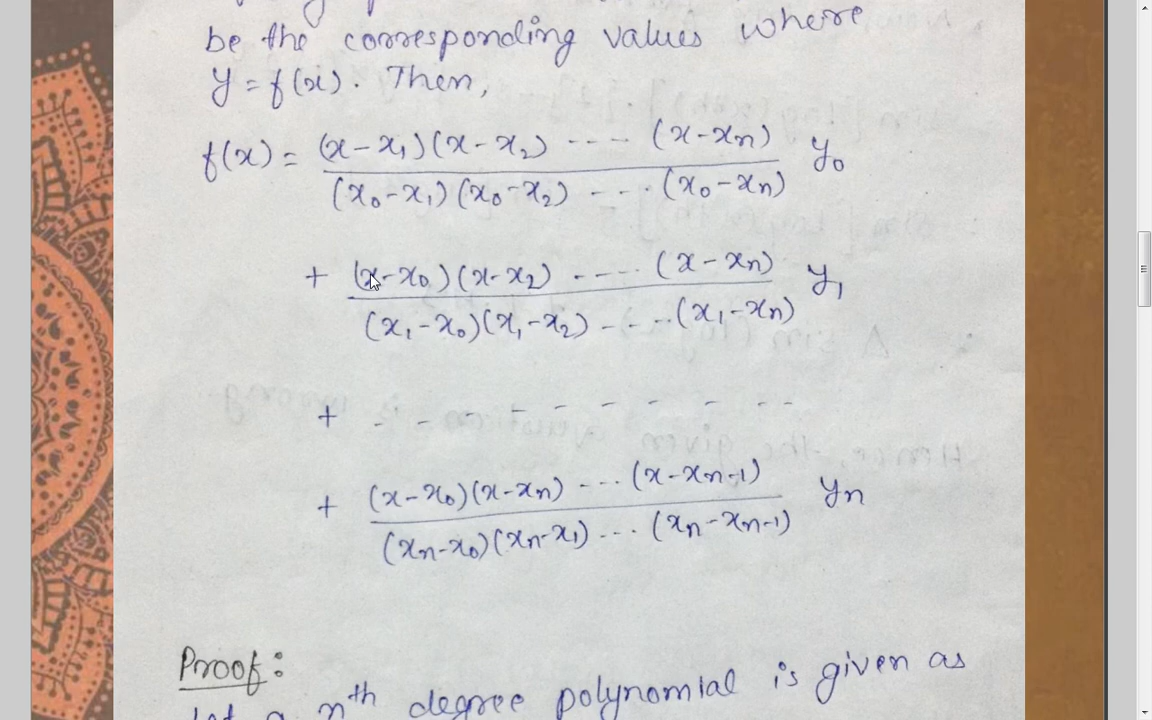 be the corresponding values where
y = f(x). Then,
f(x) = (x-x₁)(x-x₂) ---- (x-xn) / (x₀-x₁)(x₀-x₂) --- (x₀-xn) y₀
+ (x-x₀)(x-x₂) ---- (x-xn) / (x₁-x₀)(x₁-x₂) --- (x₁-xn) y₁
+ - - - - - - - - - -
+ (x-x₀)(x-xn) --- (x-xn-1) / (xn-x₀)(xn-x₁) --- (xn-xn-1) yn
Proof:
nth degree polynomial is given as